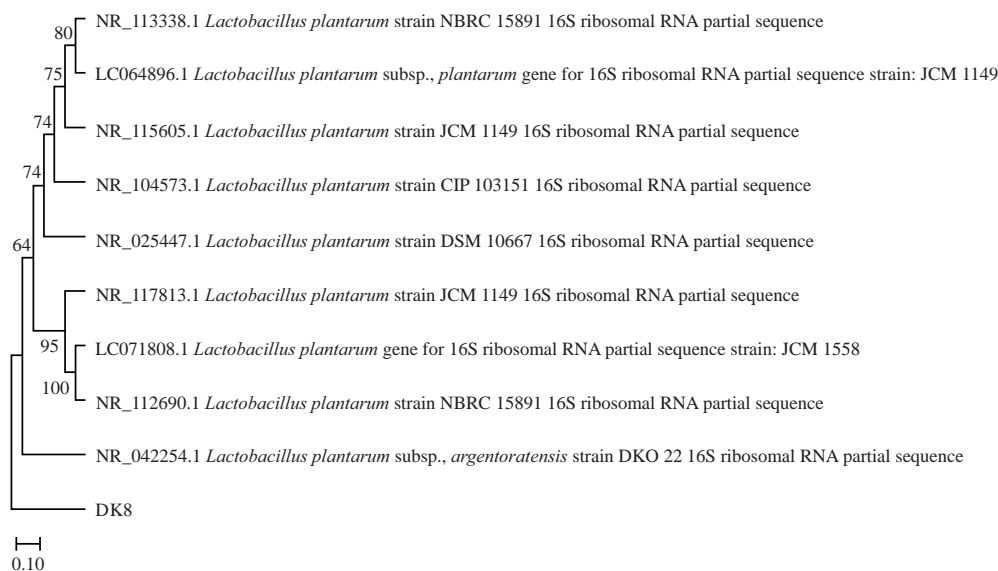 NR_113338.1 Lactobacillus plantarum strain NBRC 15891 16S ribosomal RNA partial sequence
80
LC064896.1 Lactobacillus plantarum subsp., plantarum gene for 16S ribosomal RNA partial sequence strain: JCM 1149
75
NR_115605.1 Lactobacillus plantarum strain JCM 1149 16S ribosomal RNA partial sequence
74
NR_104573.1 Lactobacillus plantarum strain CIP 103151 16S ribosomal RNA partial sequence
74
NR_025447.1 Lactobacillus plantarum strain DSM 10667 16S ribosomal RNA partial sequence
64
NR_117813.1 Lactobacillus plantarum strain JCM 1149 16S ribosomal RNA partial sequence
95
LC071808.1 Lactobacillus plantarum gene for 16S ribosomal RNA partial sequence strain: JCM 1558
100
NR_112690.1 Lactobacillus plantarum strain NBRC 15891 16S ribosomal RNA partial sequence
NR_042254.1 Lactobacillus plantarum subsp., argentoratensis strain DKO 22 16S ribosomal RNA partial sequence
DK8
0.10